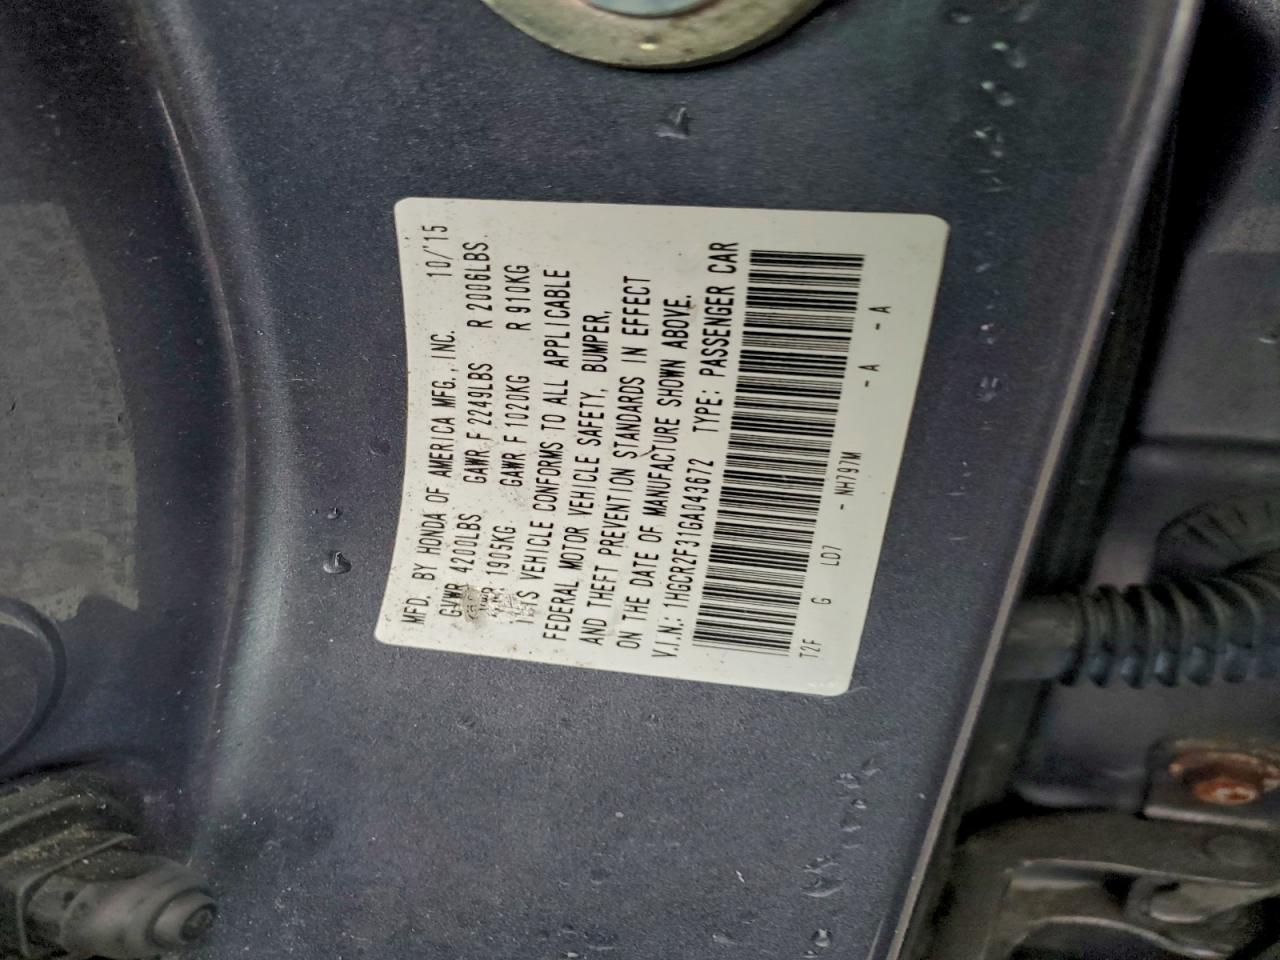 MFD. BY HONDA OF AMERICA MFG., INC. 10/'15
GVWR 4200LBS GAWR F 2249LBS R 2006LBS
1905KG GAWR F 1020KG R 910KG
VEHICLE CONFORMS TO ALL APPLICABLE
FEDERAL MOTOR VEHICLE SAFETY, BUMPER,
AND THEFT PREVENTION STANDARDS IN EFFECT
ON THE DATE OF MANUFACTURE SHOWN ABOVE.
V.I.N.: 1HGCR2F31GA043672 TYPE: PASSENGER CAR
T2F G LD7 - NH797M - A - A